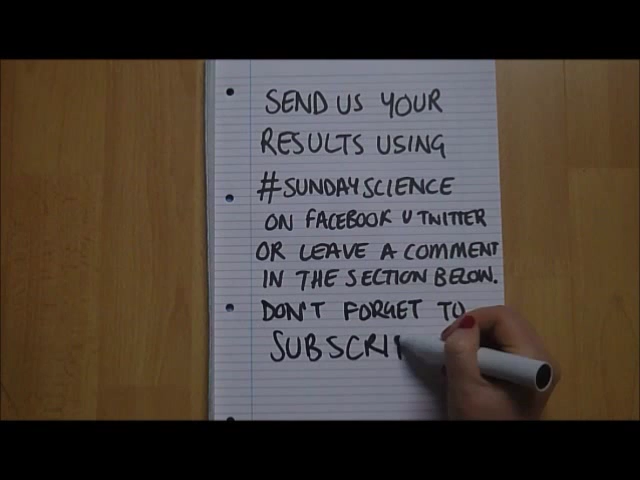 SEND US YOUR
RESULTS USING
#SUNDAYSCIENCE
ON FACEBOOK & TWITTER
OR LEAVE A COMMENT
IN THE SECTION BELOW.
DON'T FORGET TO
SUBSCRI